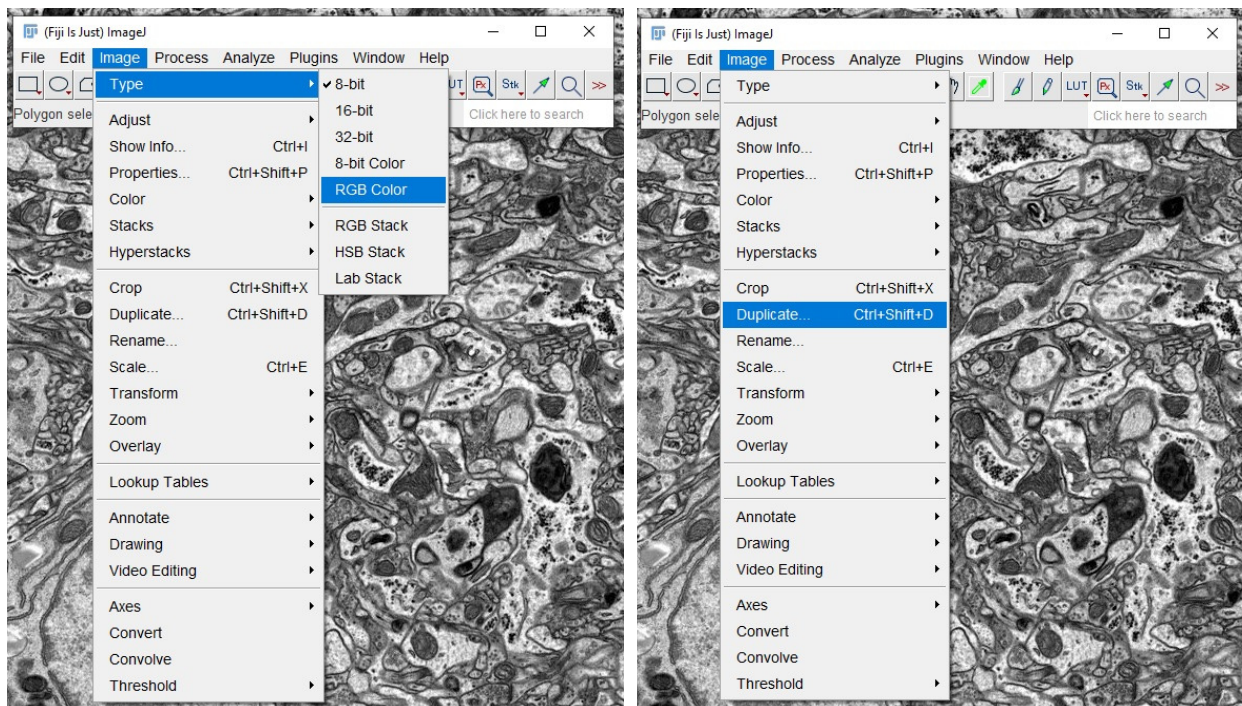 (Fiji Is Just) ImageJ
File Edit Image Process Analyze Plugins Window Help
LUT Px Stk >>
Polygon sele
Click here to search
Type
Adjust
Show Info... Ctrl+I
Properties... Ctrl+Shift+P
Color
Stacks
Hyperstacks
Crop Ctrl+Shift+X
Duplicate... Ctrl+Shift+D
Rename...
Scale... Ctrl+E
Transform
Zoom
Overlay
Lookup Tables
Annotate
Drawing
Video Editing
Axes
Convert
Convolve
Threshold
8-bit
16-bit
32-bit
8-bit Color
RGB Color
RGB Stack
HSB Stack
Lab Stack
(Fiji Is Just) ImageJ
File Edit Image Process Analyze Plugins Window Help
LUT Px Stk >>
Polygon sele
Click here to search
Type
Adjust
Show Info... Ctrl+I
Properties... Ctrl+Shift+P
Color
Stacks
Hyperstacks
Crop Ctrl+Shift+X
Duplicate... Ctrl+Shift+D
Rename...
Scale... Ctrl+E
Transform
Zoom
Overlay
Lookup Tables
Annotate
Drawing
Video Editing
Axes
Convert
Convolve
Threshold